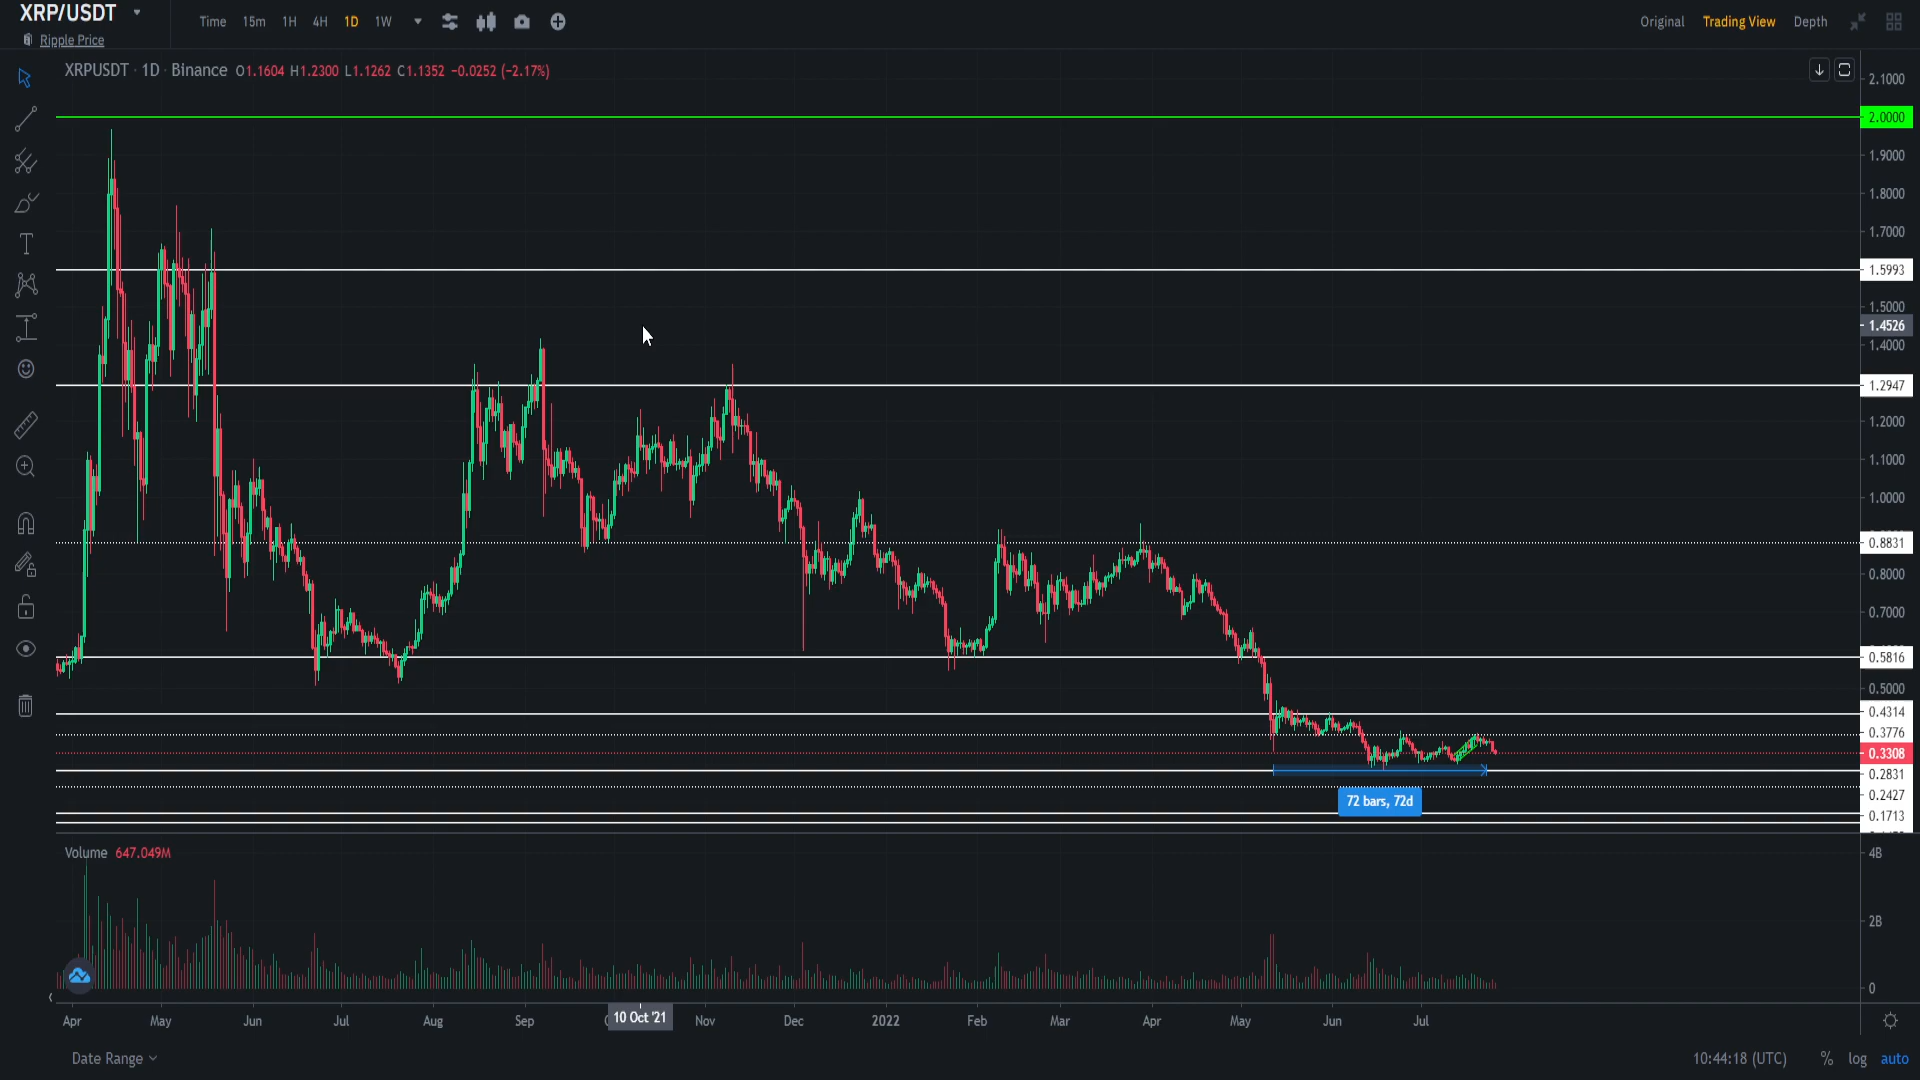 XRP/USDT
Time 15m 1H 4H 1D 1W
Original Trading View Depth
Ripple Price
XRPUSDT · 1D · Binance O1.1604 H1.2300 L1.1262 C1.1352 −0.0252 (−2.17%)
2.1000
2.0000
1.9000
1.8000
1.7000
1.5993
1.5000
1.4526
1.4000
1.2947
1.2000
1.1000
1.0000
0.8831
0.8000
0.7000
0.5816
0.5000
0.4314
0.3776
0.3308
0.2831
0.2427
0.1713
72 bars, 72d
Volume 647.049M
4B
2B
0
Apr May Jun Jul Aug Sep 10 Oct '21 Nov Dec 2022 Feb Mar Apr May Jun Jul
Date Range
10:44:18 (UTC) % log auto